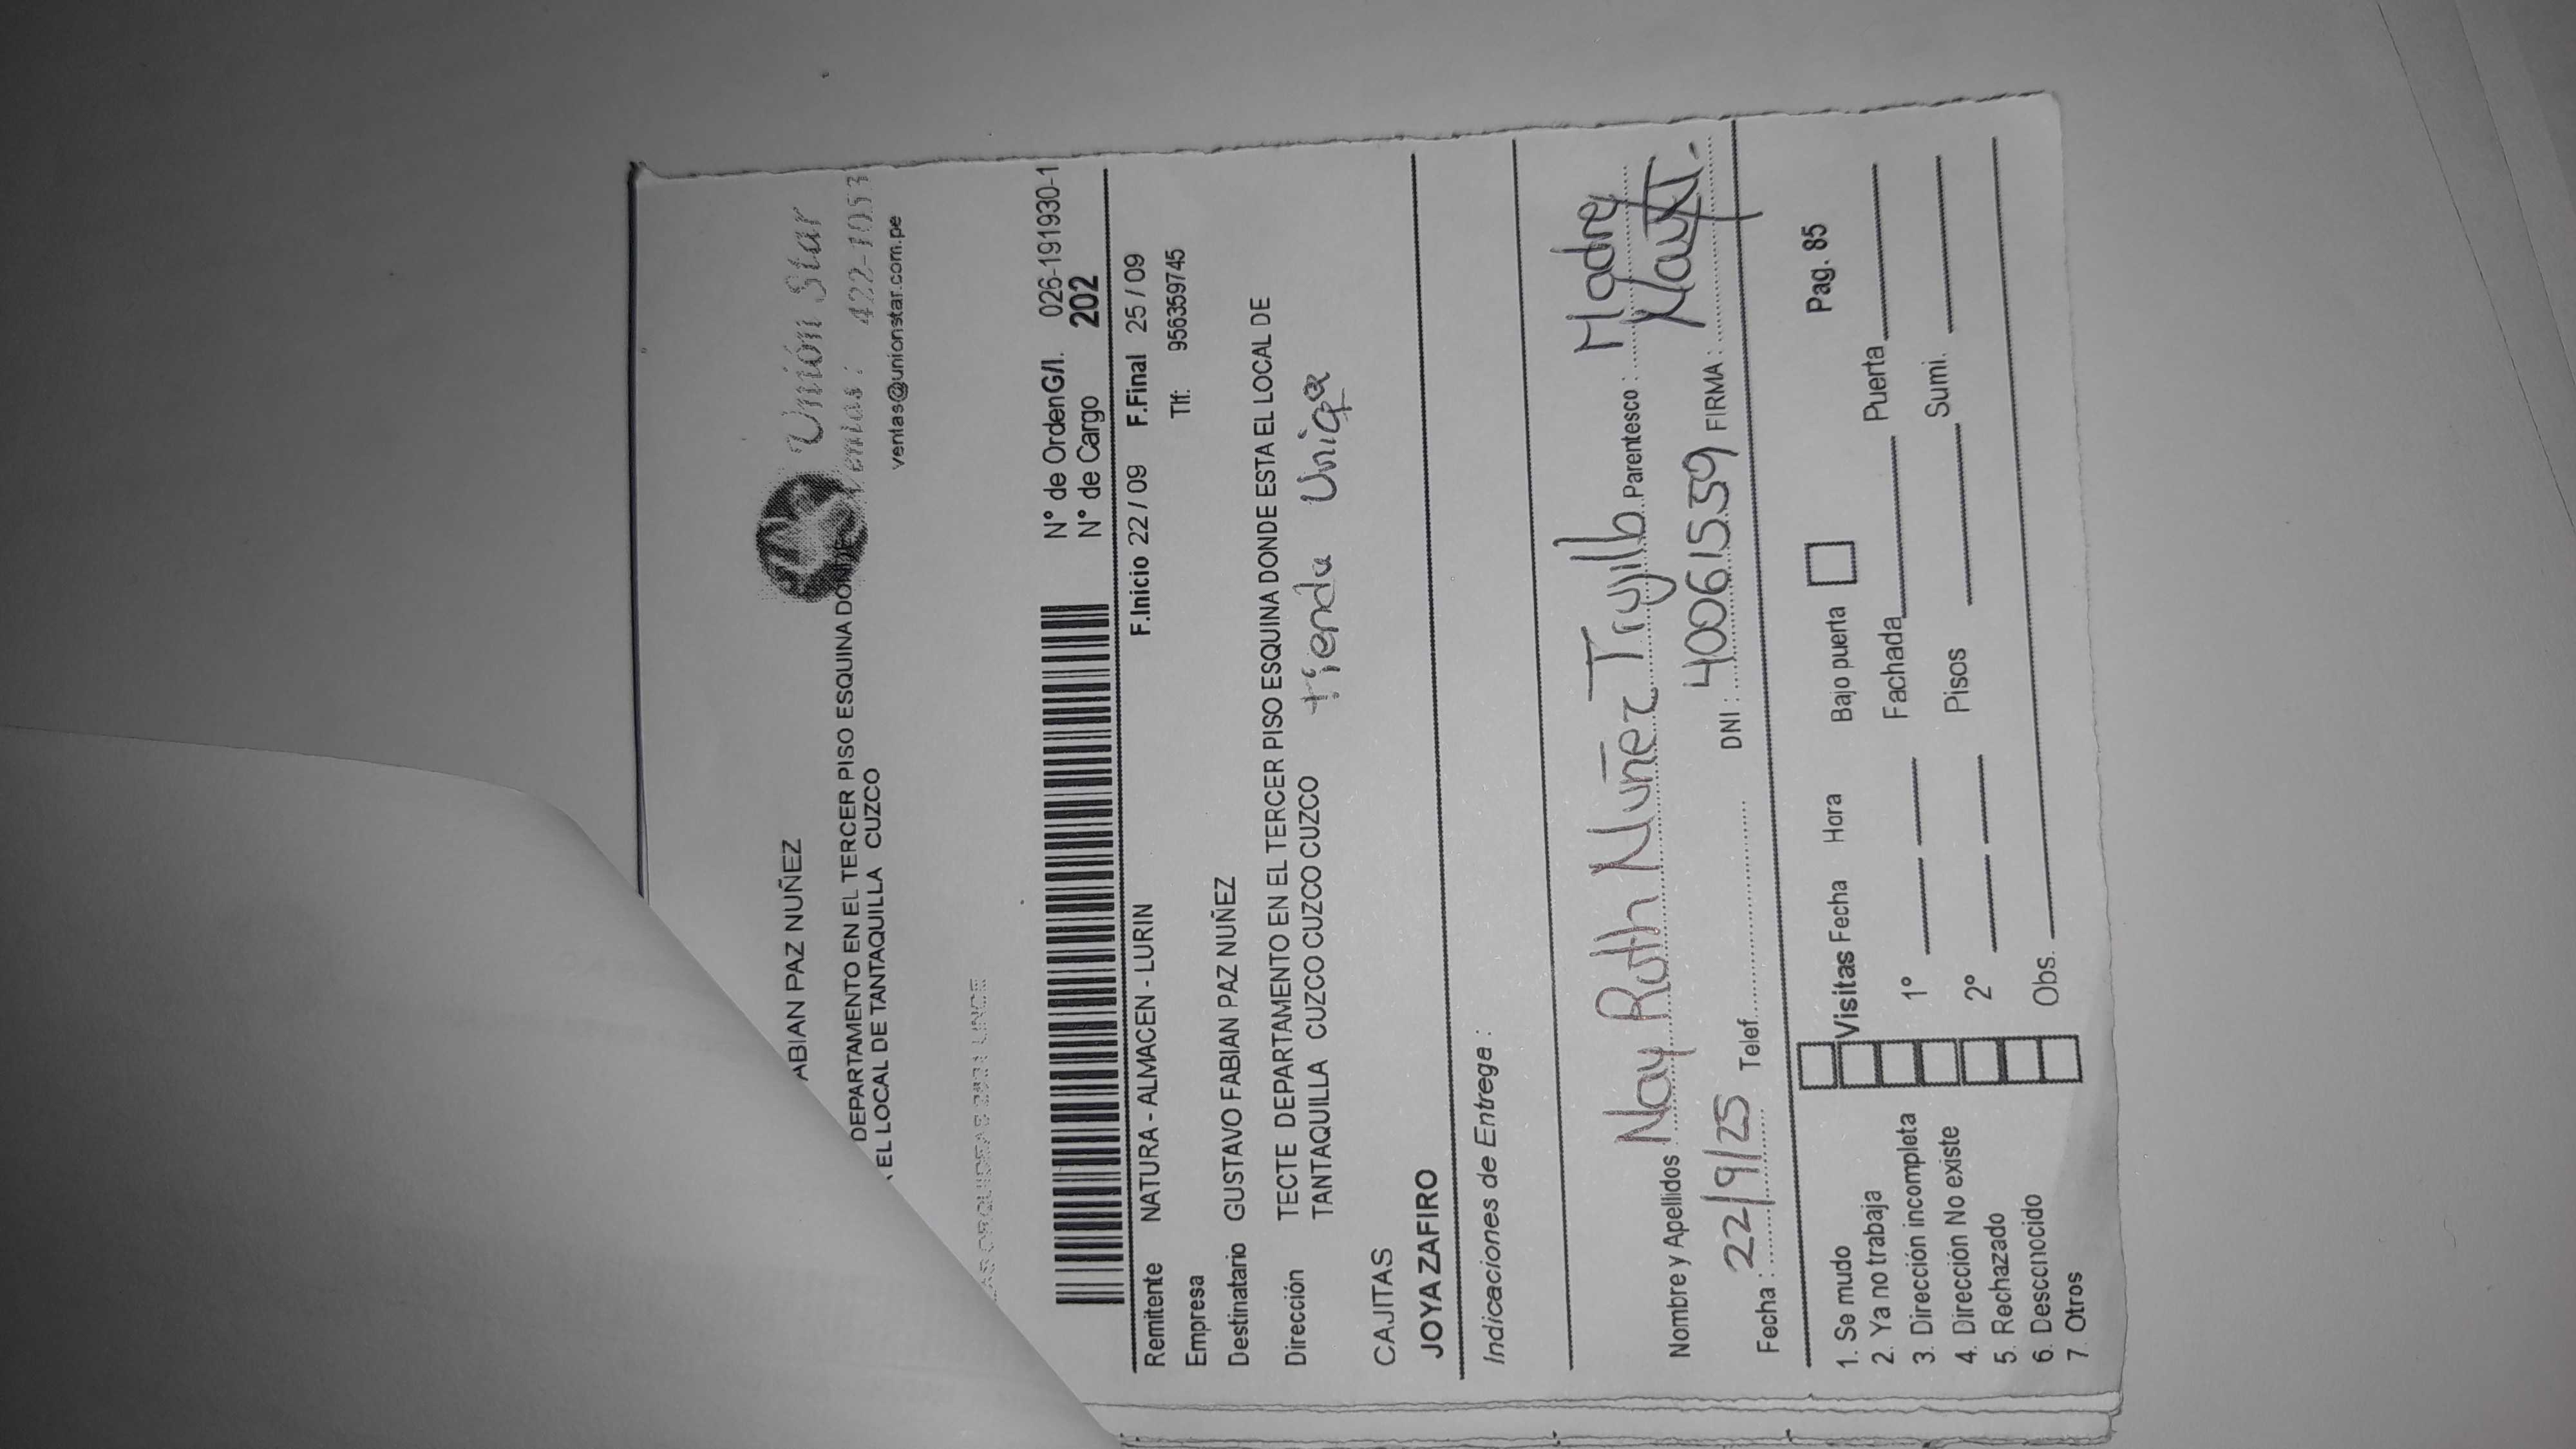 Unión Star
422-1053
ventas@unionstar.com.pe
ABIAN PAZ NUÑEZ
DEPARTAMENTO EN EL TERCER PISO ESQUINA DONDE
EL LOCAL DE TANTAQUILLA CUZCO
N° de OrdenG/I. 026-191930-1
N° de Cargo 202
F.Inicio 22 / 09 F.Final 25 / 09
Remitente NATURA - ALMACEN - LURIN
Tlf: 956359745
Empresa
Destinatario GUSTAVO FABIAN PAZ NUÑEZ
Dirección TECTE DEPARTAMENTO EN EL TERCER PISO ESQUINA DONDE ESTA EL LOCAL DE
TANTAQUILLA CUZCO CUZCO CUZCO tienda Unique
CAJITAS
JOYA ZAFIRO
Indicaciones de Entrega :
Nombre y Apellidos Nay Ruth Nuñez Trujillo Parentesco : Madre
Fecha : 22/9/25 Telef. DNI : 40061539 FIRMA :
Pag. 85
1. Se mudo
2. Ya no trabaja
3. Dirección incompleta
4. Dirección No existe
5. Rechazado
6. Desconocido
7. Otros
Visitas Fecha Hora Bajo puerta
1° Fachada Puerta
2° Pisos Sumi.
Obs.